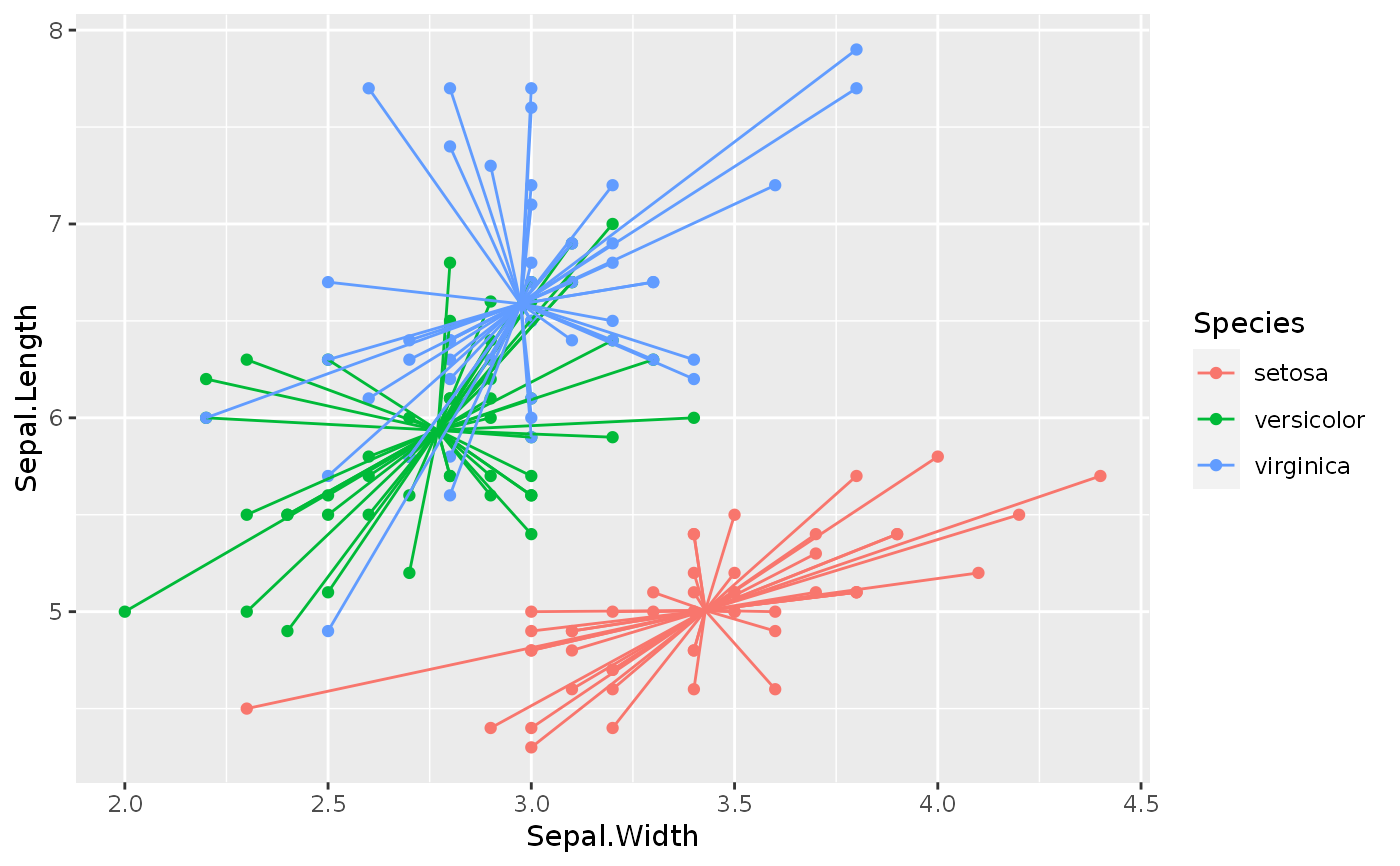 8
7
6
5
Sepal.Length
2.0 2.5 3.0 3.5 4.0 4.5
Sepal.Width
Species
setosa
versicolor
virginica